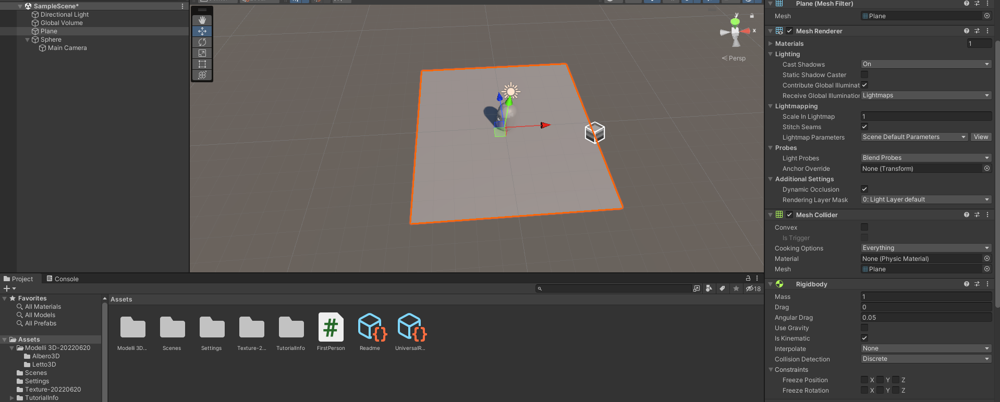 SampleScene*
Directional Light
Global Volume
Plane
Sphere
Main Camera
y
x
Persp
Plane (Mesh Filter)
Mesh Plane
Mesh Renderer
Materials 1
Lighting
Cast Shadows On
Static Shadow Caster
Contribute Global Illuminat
Receive Global Illumination Lightmaps
Lightmapping
Scale In Lightmap 1
Stitch Seams
Lightmap Parameters Scene Default Parameters View
Probes
Light Probes Blend Probes
Anchor Override None (Transform)
Additional Settings
Dynamic Occlusion
Rendering Layer Mask 0: Light Layer default
Mesh Collider
Convex
Is Trigger
Cooking Options Everything
Material None (Physic Material)
Mesh Plane
Rigidbody
Mass 1
Drag 0
Angular Drag 0.05
Use Gravity
Is Kinematic
Interpolate None
Collision Detection Discrete
Constraints
Freeze Position X Y Z
Freeze Rotation X Y Z
Project Console
18
Favorites
All Materials
All Models
All Prefabs
Assets
Modelli 3D-20220620
Albero3D
Letto3D
Scenes
Settings
Texture-20220620
TutorialInfo
Assets
Modelli 3D... Scenes Settings Texture-2... TutorialInfo FirstPerson Readme UniversalR...